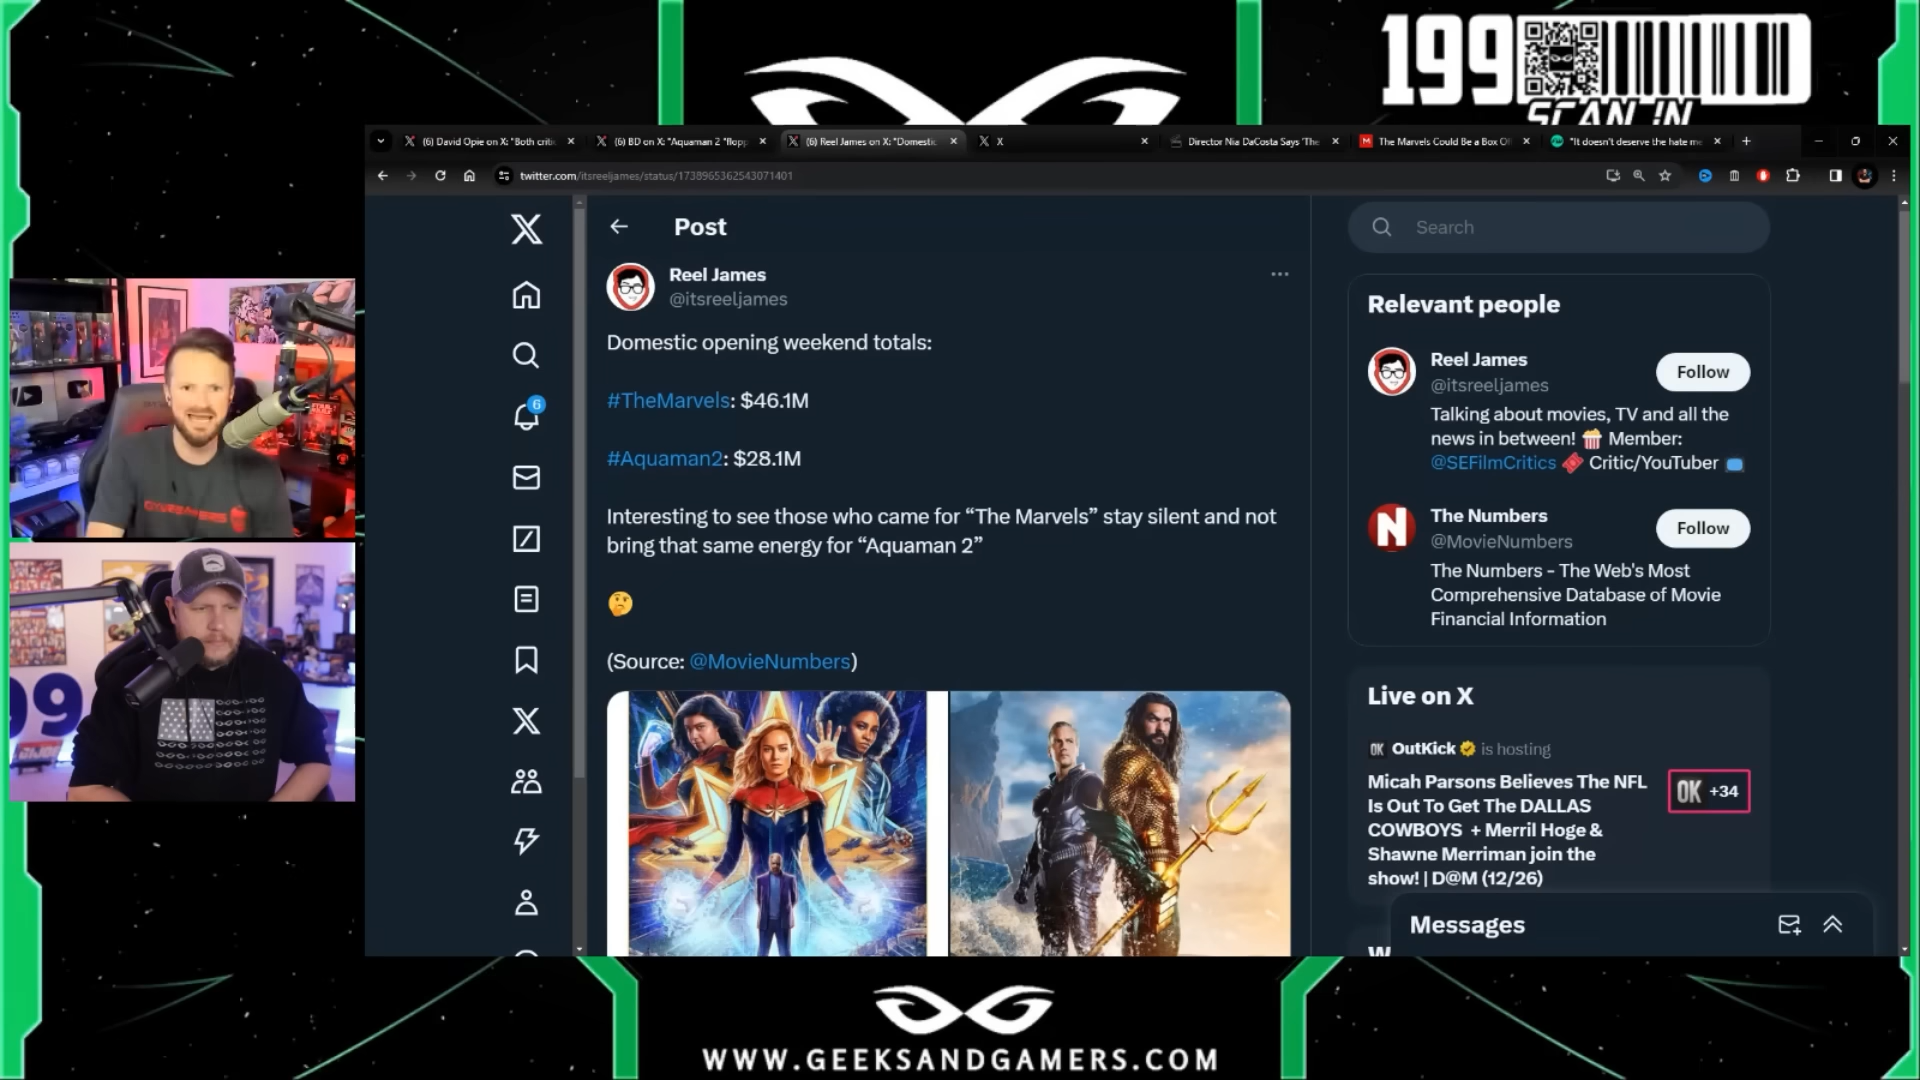 199
SCAN IN
(6) David Opie on X: "Both critic
(6) BD on X: "Aquaman 2 "flopp
(6) Reel James on X: "Domestic
X
Director Nia DaCosta Says 'The
The Marvels Could Be a Box Of
"It doesn't deserve the hate me
twitter.com/itsreeljames/status/1738965362543071401
Post
Search
Reel James
@itsreeljames
Domestic opening weekend totals:
#TheMarvels: $46.1M
#Aquaman2: $28.1M
Interesting to see those who came for “The Marvels” stay silent and not
bring that same energy for “Aquaman 2”
🤔
(Source: @MovieNumbers)
6
Relevant people
Reel James
@itsreeljames
Follow
Talking about movies, TV and all the
news in between! 🍿 Member:
@SEFilmCritics Critic/YouTuber
The Numbers
@MovieNumbers
Follow
The Numbers - The Web's Most
Comprehensive Database of Movie
Financial Information
Live on X
OK OutKick is hosting
Micah Parsons Believes The NFL
Is Out To Get The DALLAS
COWBOYS + Merril Hoge &
Shawne Merriman join the
show! | D@M (12/26)
OK +34
Messages
99
WWW.GEEKSANDGAMERS.COM